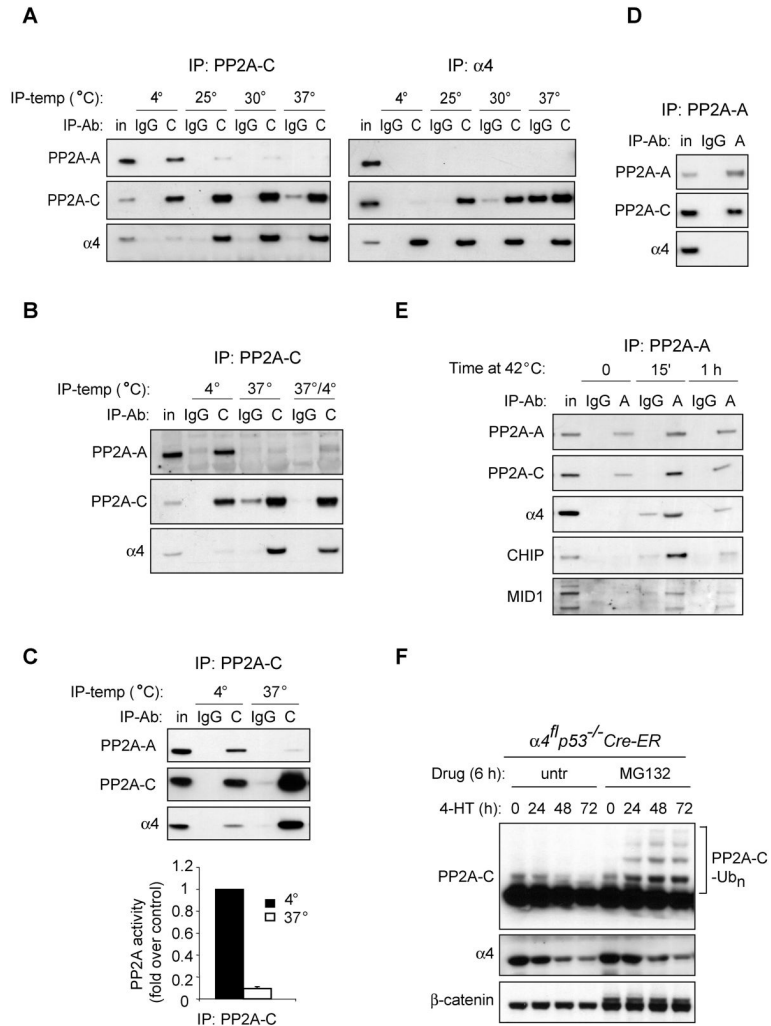 A
IP: PP2A-C
IP: α4
IP-temp (°C): 4° 25° 30° 37° 4° 25° 30° 37°
IP-Ab: in IgG C IgG C IgG C IgG C in IgG C IgG C IgG C IgG C
PP2A-A
PP2A-C
α4
D
IP: PP2A-A
IP-Ab: in IgG A
PP2A-A
PP2A-C
α4
B
IP: PP2A-C
IP-temp (°C): 4° 37° 37°/4°
IP-Ab: in IgG C IgG C IgG C
PP2A-A
PP2A-C
α4
E
IP: PP2A-A
Time at 42°C: 0 15' 1 h
IP-Ab: in IgG A IgG A IgG A
PP2A-A
PP2A-C
α4
CHIP
MID1
C
IP: PP2A-C
IP-temp (°C): 4° 37°
IP-Ab: in IgG C IgG C
PP2A-A
PP2A-C
α4
PP2A activity
(fold over control)
1.2
1
0.8
0.6
0.4
0.2
0
4°
37°
IP: PP2A-C
F
α4flp53-/-Cre-ER
Drug (6 h): untr MG132
4-HT (h): 0 24 48 72 0 24 48 72
PP2A-C
PP2A-C
-Ubn
α4
β-catenin